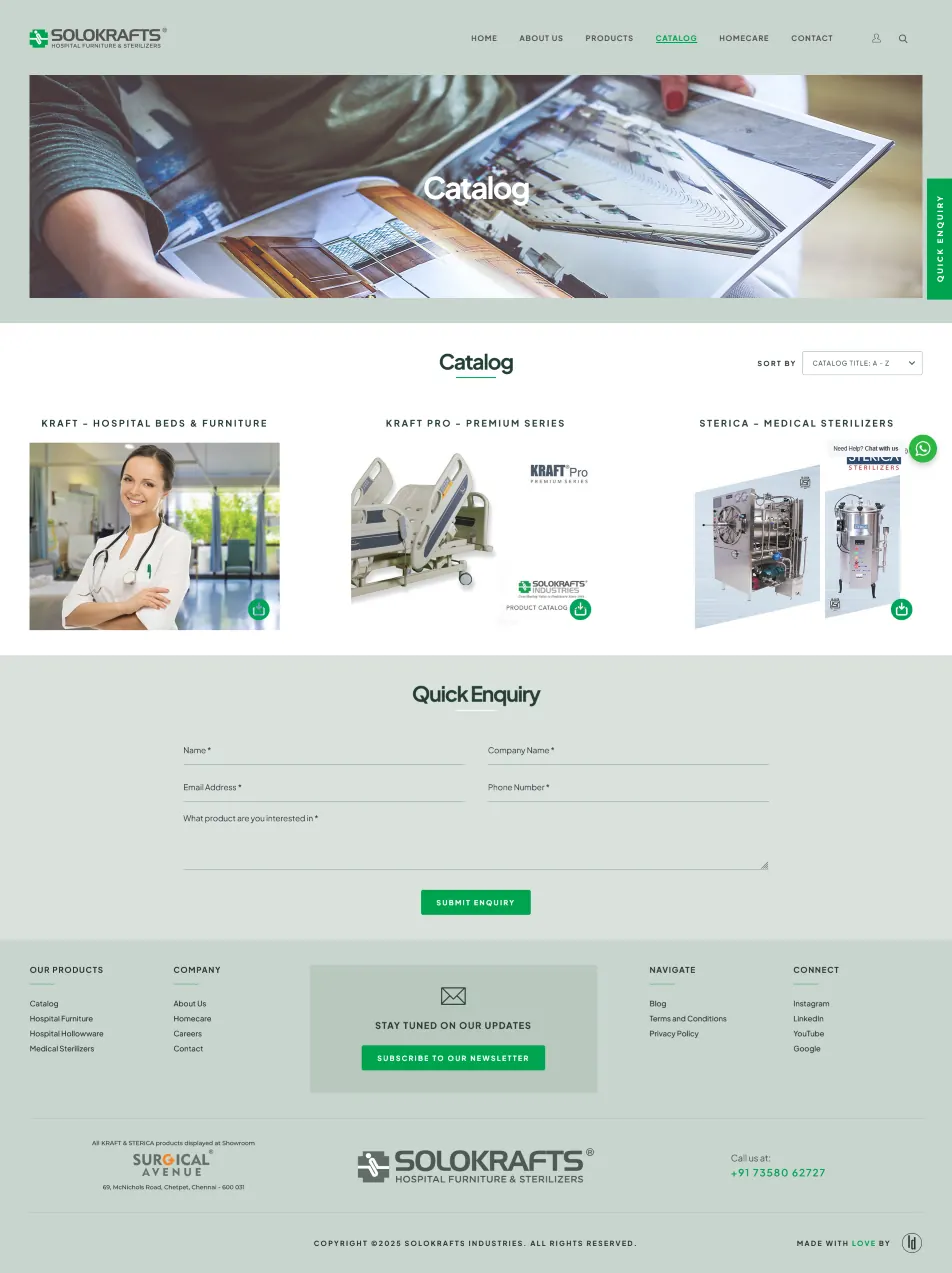 SOLOKRAFTS®
HOSPITAL FURNITURE & STERILIZERS
HOME
ABOUT US
PRODUCTS
CATALOG
HOMECARE
CONTACT
Catalog
QUICK ENQUIRY
Catalog
SORT BY
CATALOG TITLE: A - Z
KRAFT – HOSPITAL BEDS & FURNITURE
KRAFT PRO – PREMIUM SERIES
STERICA – MEDICAL STERILIZERS
Need Help? Chat with us
KRAFT® Pro
PREMIUM SERIES
SOLOKRAFTS®
INDUSTRIES
PRODUCT CATALOG
STERICA
STERILIZERS
Quick Enquiry
Name *
Company Name *
Email Address *
Phone Number *
What product are you interested in *
SUBMIT ENQUIRY
OUR PRODUCTS
Catalog
Hospital Furniture
Hospital Hollowware
Medical Sterilizers
COMPANY
About Us
Homecare
Careers
Contact
STAY TUNED ON OUR UPDATES
SUBSCRIBE TO OUR NEWSLETTER
NAVIGATE
Blog
Terms and Conditions
Privacy Policy
CONNECT
Instagram
LinkedIn
YouTube
Google
All KRAFT & STERICA products displayed at Showroom
SURGICAL®
AVENUE
69, McNichols Road, Chetpet, Chennai - 600 031
SOLOKRAFTS®
HOSPITAL FURNITURE & STERILIZERS
Call us at:
+91 73580 62727
COPYRIGHT ©2025 SOLOKRAFTS INDUSTRIES. ALL RIGHTS RESERVED.
MADE WITH LOVE BY